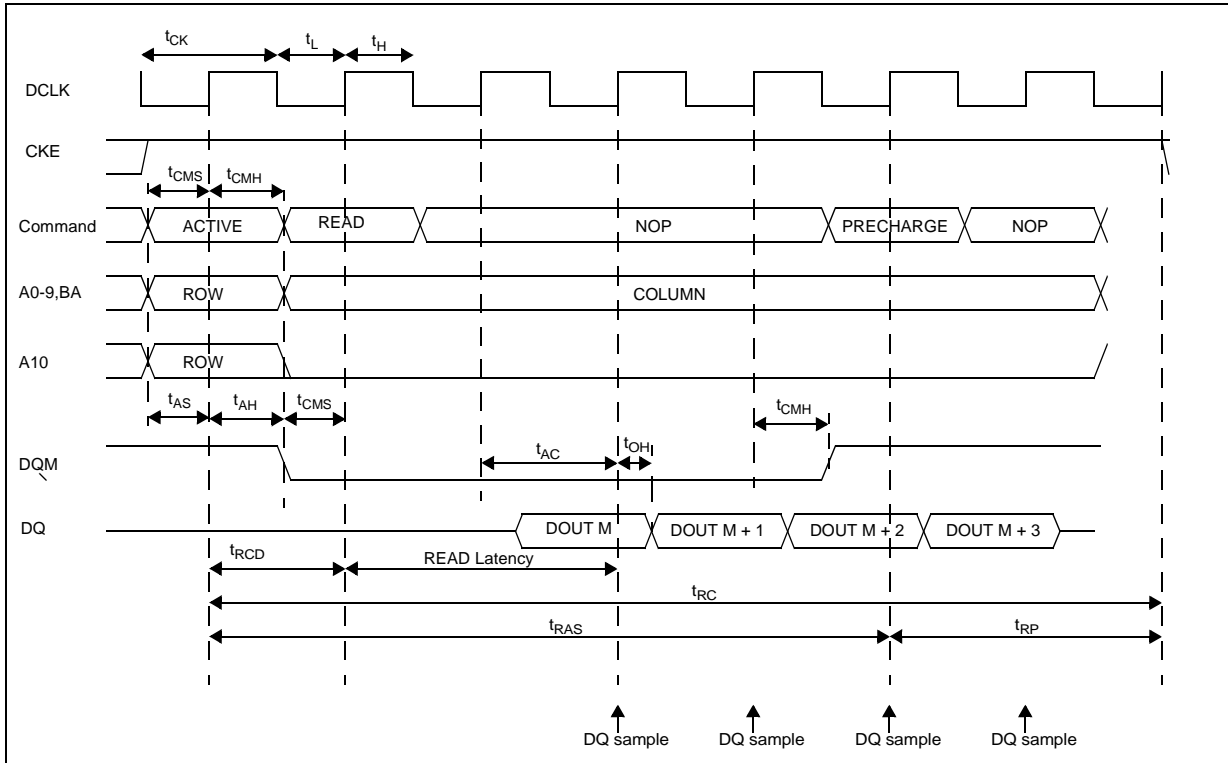 tCK tL tH
DCLK
CKE
tCMS tCMH
Command ACTIVE READ NOP PRECHARGE NOP
A0-9,BA ROW COLUMN
A10 ROW
tAS tAH tCMS tCMH
DQM tAC tOH
DQ DOUT M DOUT M + 1 DOUT M + 2 DOUT M + 3
tRCD READ Latency
tRC
tRAS tRP
DQ sample DQ sample DQ sample DQ sample